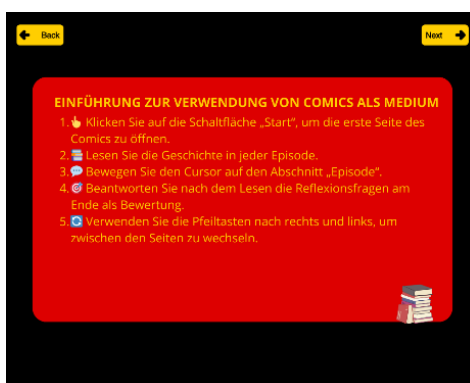 Back
Next
EINFÜHRUNG ZUR VERWENDUNG VON COMICS ALS MEDIUM
1.👆 Klicken Sie auf die Schaltfläche „Start“, um die erste Seite des
Comics zu öffnen.
2.📚 Lesen Sie die Geschichte in jeder Episode.
3.💬 Bewegen Sie den Cursor auf den Abschnitt „Episode“.
4.🎯 Beantworten Sie nach dem Lesen die Reflexionsfragen am
Ende als Bewertung.
5.🔄 Verwenden Sie die Pfeiltasten nach rechts und links, um
zwischen den Seiten zu wechseln.